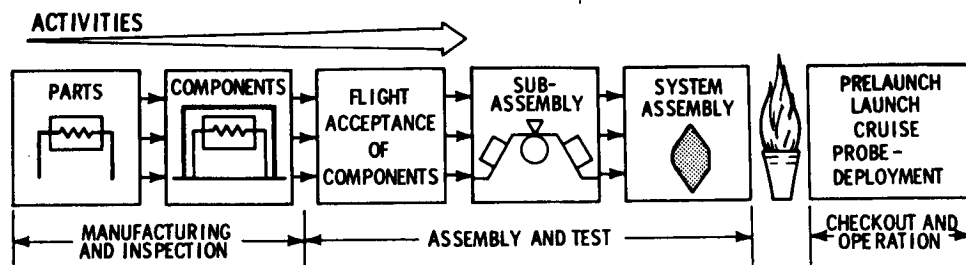 ACTIVITIES
PARTS
COMPONENTS
FLIGHT
ACCEPTANCE
OF
COMPONENTS
SUB-
ASSEMBLY
SYSTEM
ASSEMBLY
PRELAUNCH
LAUNCH
CRUISE
PROBE-
DEPLOYMENT
MANUFACTURING
AND INSPECTION
ASSEMBLY AND TEST
CHECKOUT AND
OPERATION